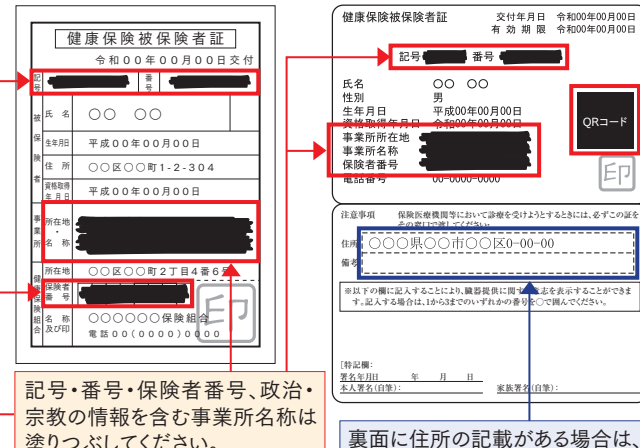 健康保険被保険者証
令和00年00月00日交付
記号
番号
被保険者
氏 名
○○ ○○
生年月日
平成00年00月00日
住 所
○○区○○町1-2-304
資格取得年月日
平成00年00月00日
事業所
所在地・名 称
健康保険組合
所在地
○○区○○町2丁目4番6号
保険者番 号
名 称及び印
○○○○○○保険組合
電話00(0000)0000
印
記号・番号・保険者番号、政治・
宗教の情報を含む事業所名称は
塗りつぶしてください。
健康保険被保険者証
交付年月日 令和00年00月00日
有 効 期 限 令和00年00月00日
記号 番号
氏名 ○○ ○○
性別 男
生年月日 平成00年00月00日
資格取得年月日 令和00年00月00日
事業所所在地
事業所名称
保険者番号
電話番号 00-0000-0000
QRコード
印
注意事項 保険医療機関等において診療を受けようとするときには、必ずこの証を
その窓口で渡してください。
住所 ○○○県○○市○○区0-00-00
備考
※以下の欄に記入することにより、臓器提供に関する意志を表示することができま
す。記入する場合は、1から3までのいずれかの番号を○で囲んでください。
[特記欄:
署名年月日 年 月 日
本人署名(自筆): 家族署名(自筆):
裏面に住所の記載がある場合は、